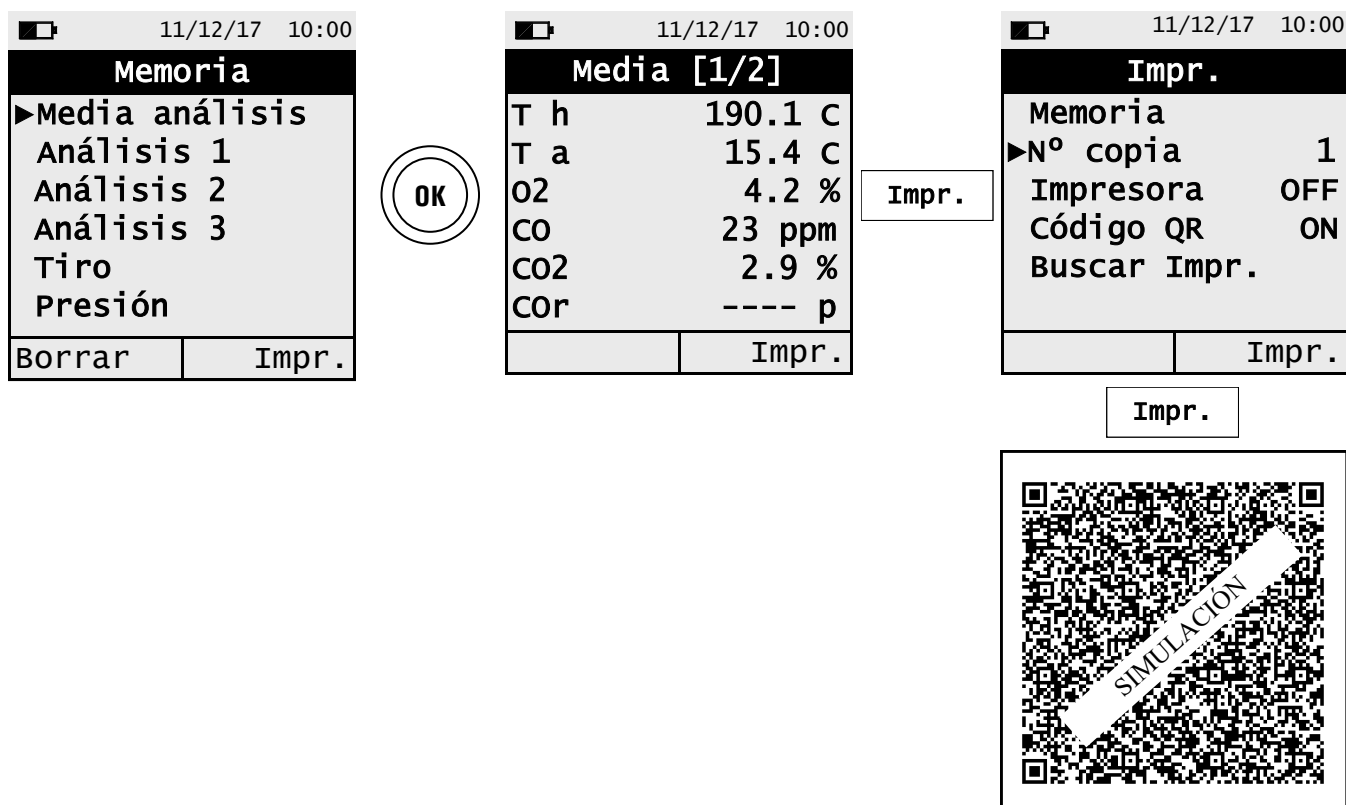 11/12/17 10:00
Memoria
►Media análisis
Análisis 1
Análisis 2
Análisis 3
Tiro
Presión
Borrar Impr.
OK
11/12/17 10:00
Media [1/2]
T h 190.1 C
T a 15.4 C
O2 4.2 %
CO 23 ppm
CO2 2.9 %
COr ---- p
Impr.
Impr.
11/12/17 10:00
Impr.
Memoria
►Nº copia 1
Impresora OFF
Código QR ON
Buscar Impr.
Impr.
Impr.
SIMULACIÓN